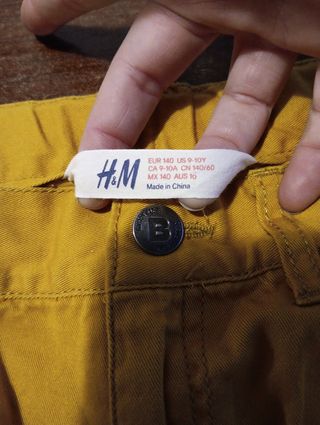 H&M
EUR 140 US 9-10Y
CA 9-10A CN 140/60
MX 140 AUS 10
Made in China
B